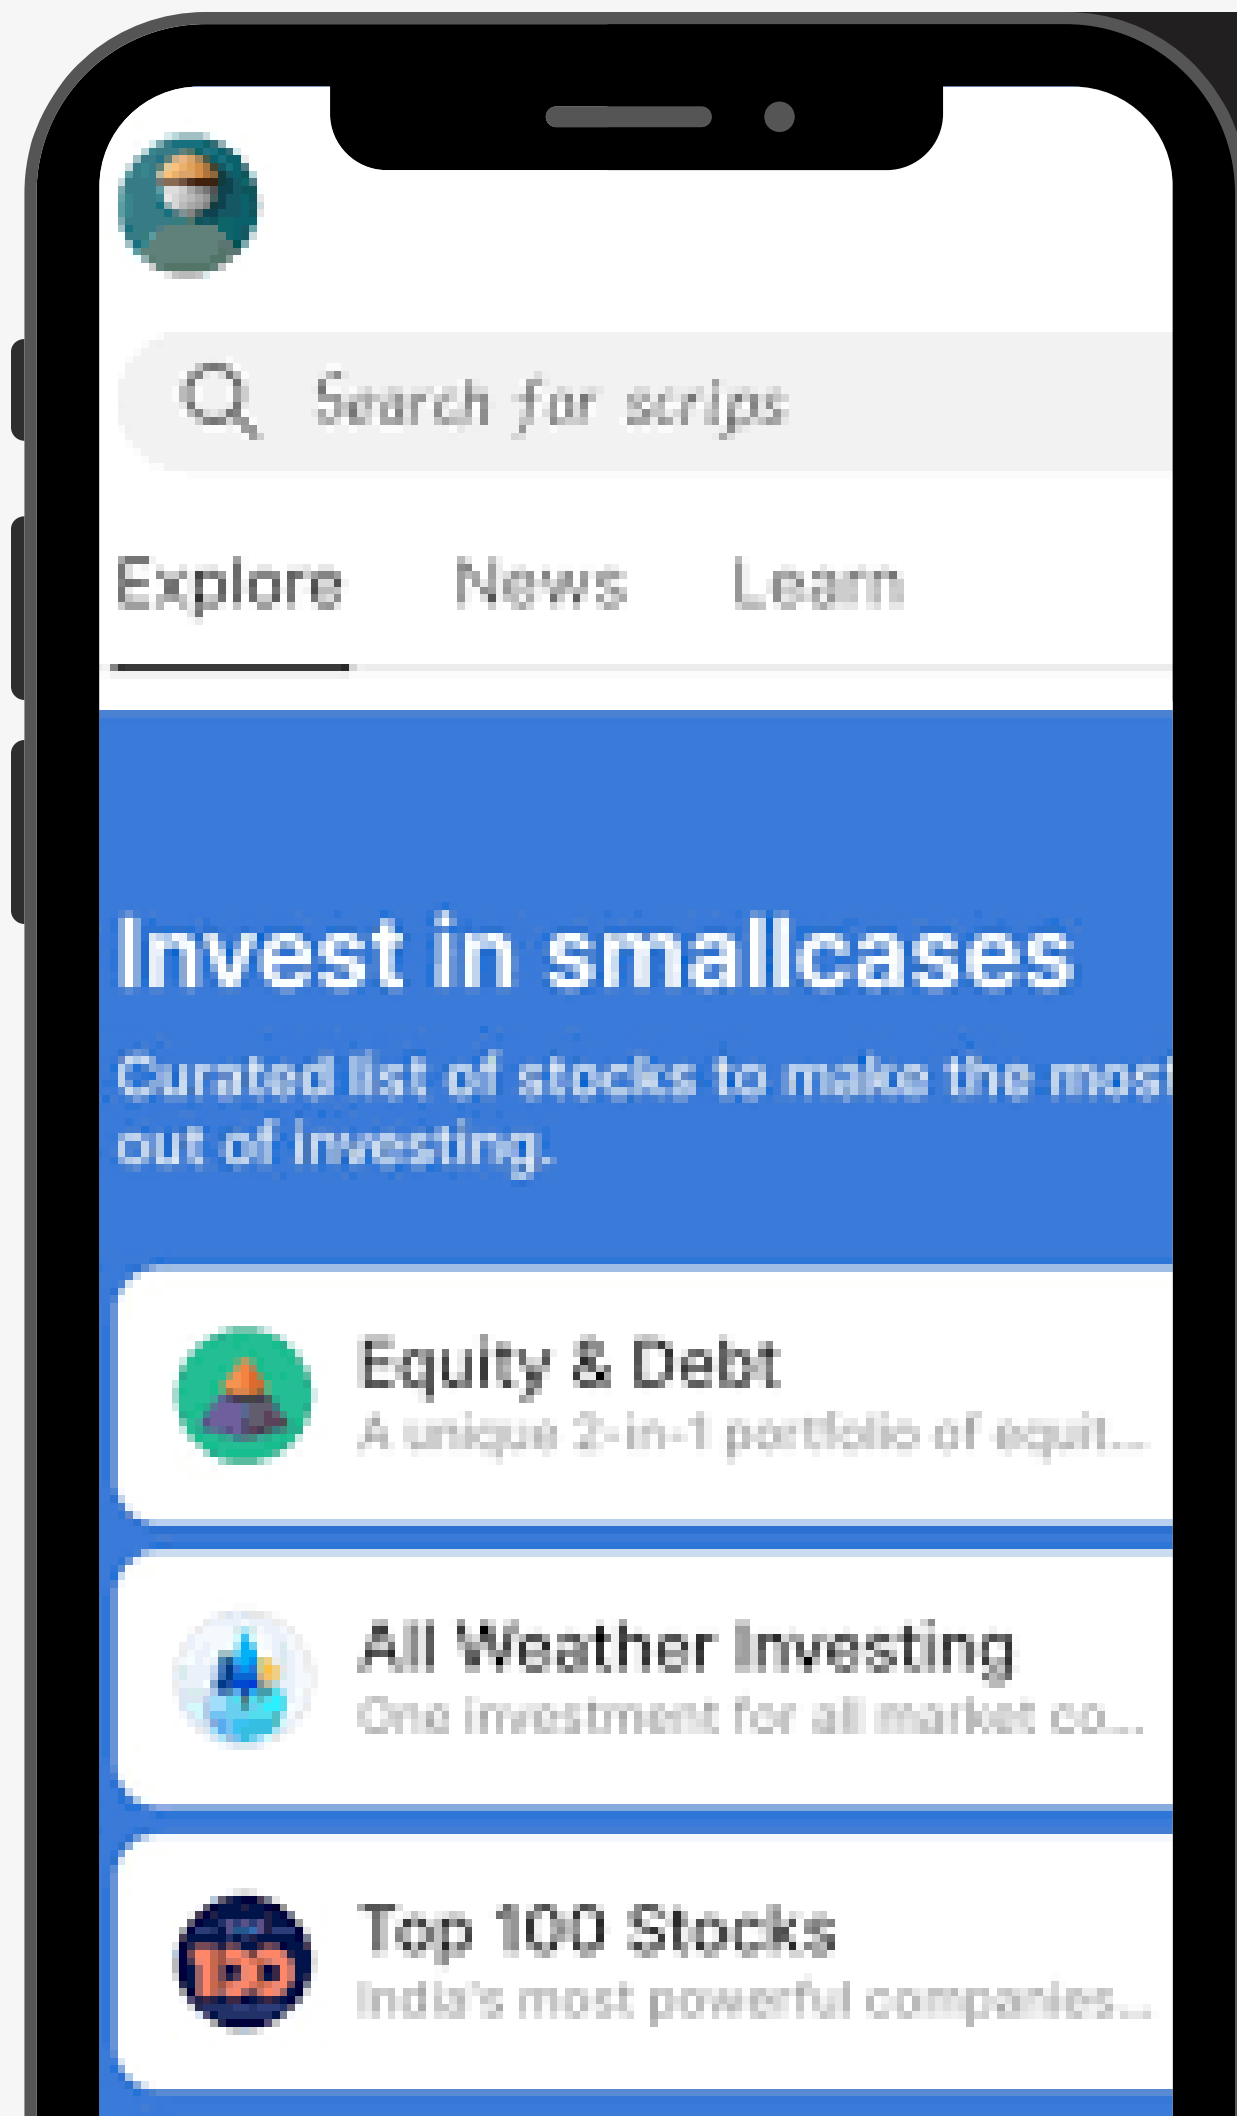 Search for scrips
Explore News Learn
Invest in smallcases
Curated list of stocks to make the most
out of investing.
Equity & Debt
A unique 2-in-1 portfolio of equit...
All Weather Investing
One investment for all market co...
100
Top 100 Stocks
India's most powerful companies...